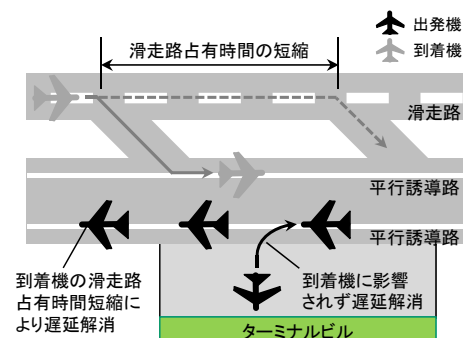 出発機
到着機
滑走路占有時間の短縮
滑走路
平行誘導路
平行誘導路
到着機の滑走路
占有時間短縮に
より遅延解消
到着機に影響
されず遅延解消
ターミナルビル